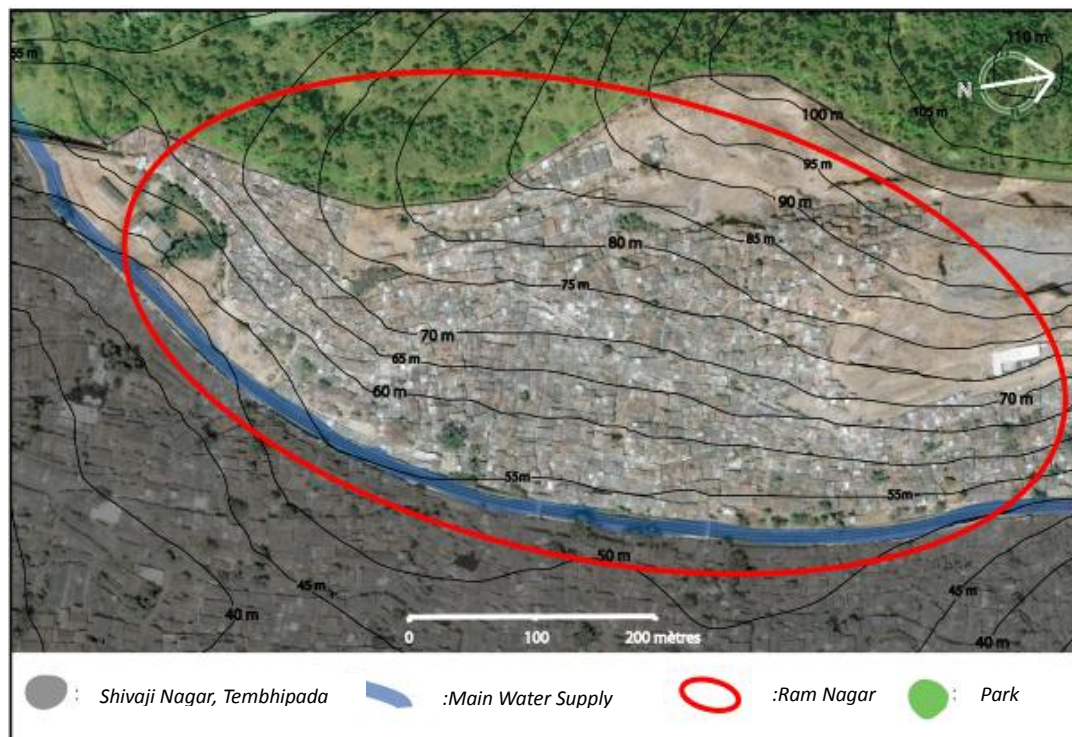 110 m
55 m
N
105 m
100 m
95 m
90 m
85 m
80 m
75 m
70 m
65 m
60 m
70 m
55m
55m
50 m
45 m
45 m
40 m
40 m
0 100 200 mètres
: Shivaji Nagar, Tembhipada
:Main Water Supply
:Ram Nagar
: Park